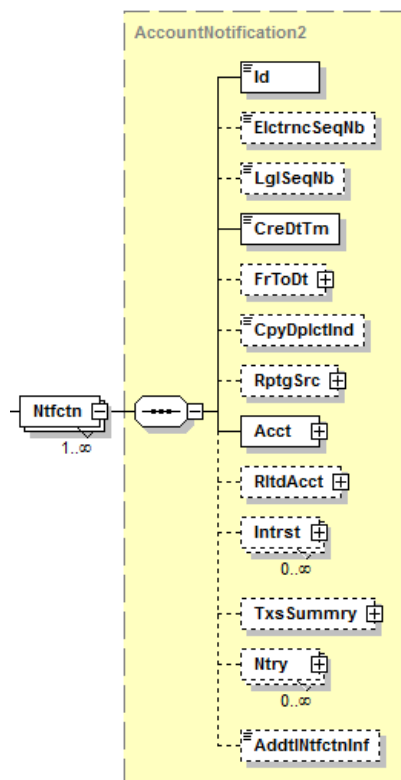 AccountNotification2
Id
ElctrncSeqNb
LglSeqNb
CreDtTm
FrToDt
CpyDplctInd
RptgSrc
Ntfctn
1..∞
Acct
RltdAcct
Intrst
0..∞
TxsSummry
Ntry
0..∞
AddtlNtfctnInf